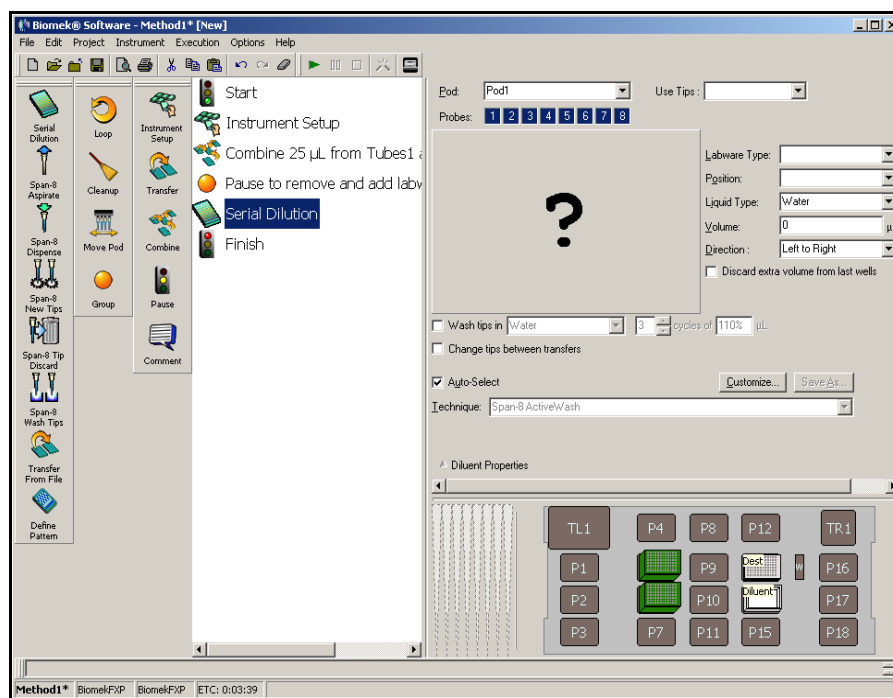 Biomek® Software - Method1* [New]
File Edit Project Instrument Execution Options Help
Serial Dilution
Span-8 Aspirate
Span-8 Dispense
Span-8 New Tips
Span-8 Tip Discard
Span-8 Wash Tips
Transfer From File
Define Pattern
Loop
Cleanup
Move Pod
Group
Instrument Setup
Transfer
Combine
Pause
Comment
Start
Instrument Setup
Combine 25 µL from Tubes1 a
Pause to remove and add labw
Serial Dilution
Finish
Pod: Pod1 Use Tips :
Probes: 1 2 3 4 5 6 7 8
?
Labware Type:
Position:
Liquid Type: Water
Volume: 0 µ
Direction : Left to Right
Discard extra volume from last wells
Wash tips in Water : 3 cycles of 110% µL
Change tips between transfers
Auto-Select Customize... Save As...
Technique: Span-8 ActiveWash
Diluent Properties
TL1 P4 P8 P12 TR1
P1 P9 Dest W P16
P2 P10 Diluent P17
P3 P7 P11 P15 P18
Method1* BiomekFXP BiomekFXP ETC: 0:03:39